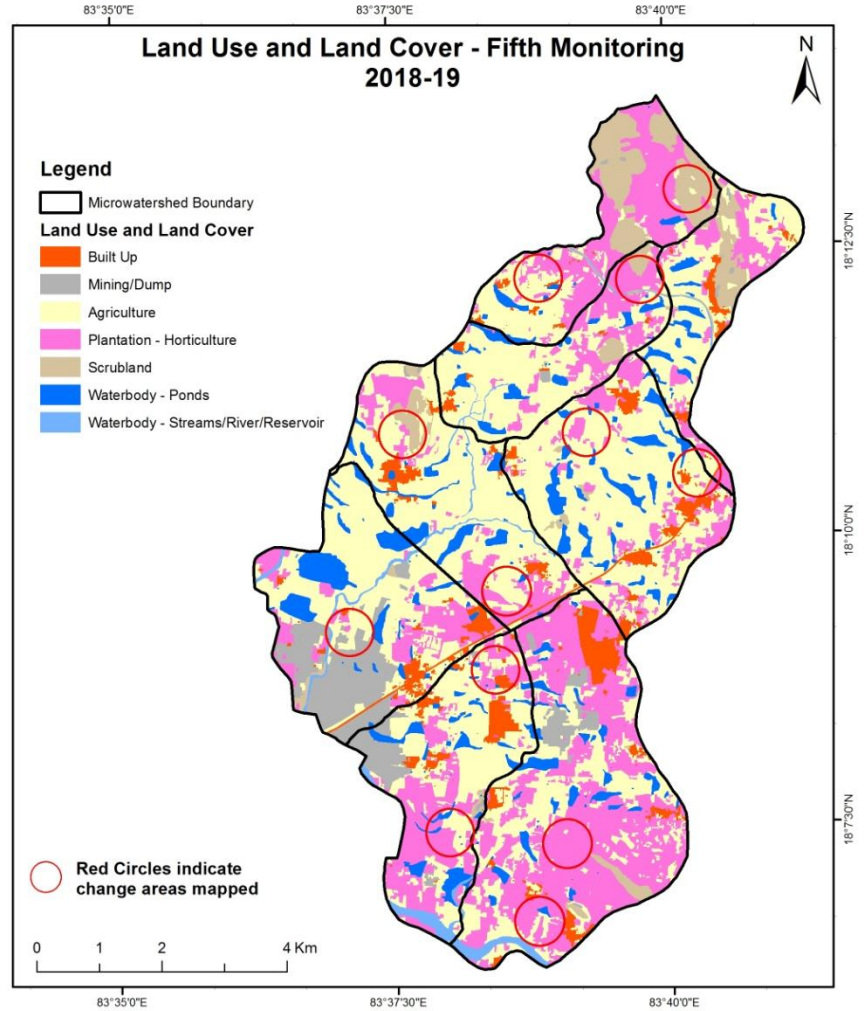 83°35'0"E 83°37'30"E 83°40'0"E
Land Use and Land Cover - Fifth Monitoring
2018-19
N
Legend
Microwatershed Boundary
Land Use and Land Cover
Built Up
Mining/Dump
Agriculture
Plantation - Horticulture
Scrubland
Waterbody - Ponds
Waterbody - Streams/River/Reservoir
18°12'30"N
18°10'0"N
18°7'30"N
Red Circles indicate
change areas mapped
0 1 2 4 Km
83°35'0"E 83°37'30"E 83°40'0"E